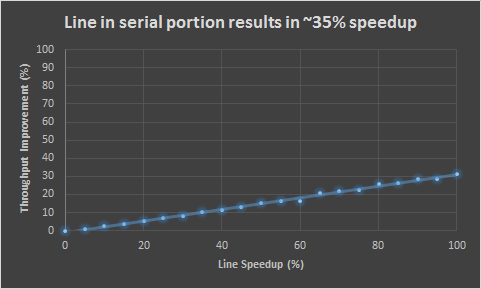 Line in serial portion results in ~35% speedup
Throughput Improvement (%)
100
90
80
70
60
50
40
30
20
10
0
0 20 40 60 80 100
Line Speedup (%)